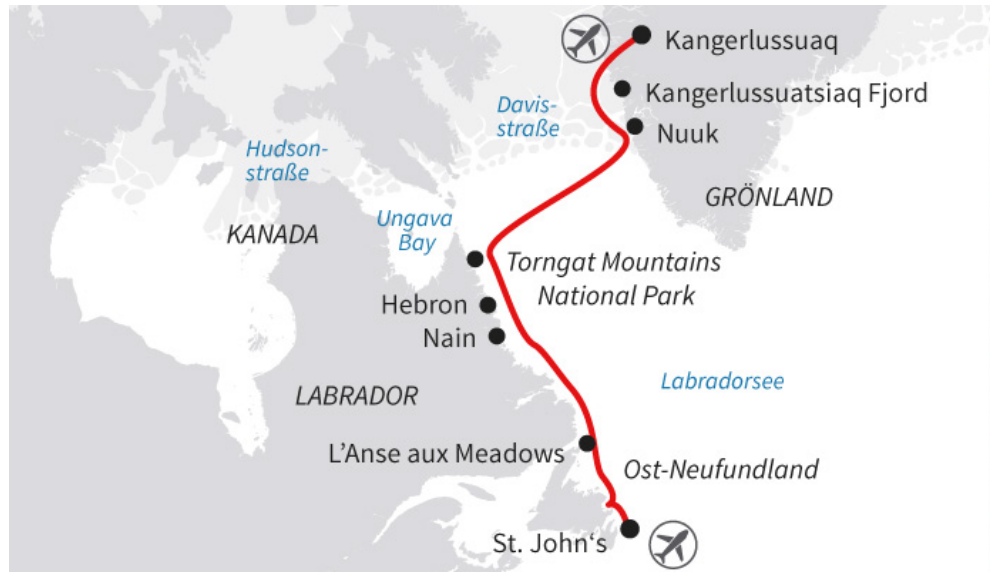 Kangerlussuaq
Kangerlussuatsiaq Fjord
Davis-
straße
Nuuk
Hudson-
straße
GRÖNLAND
Ungava
Bay
KANADA
Torngat Mountains
National Park
Hebron
Nain
Labradorsee
LABRADOR
L’Anse aux Meadows
Ost-Neufundland
St. John‘s